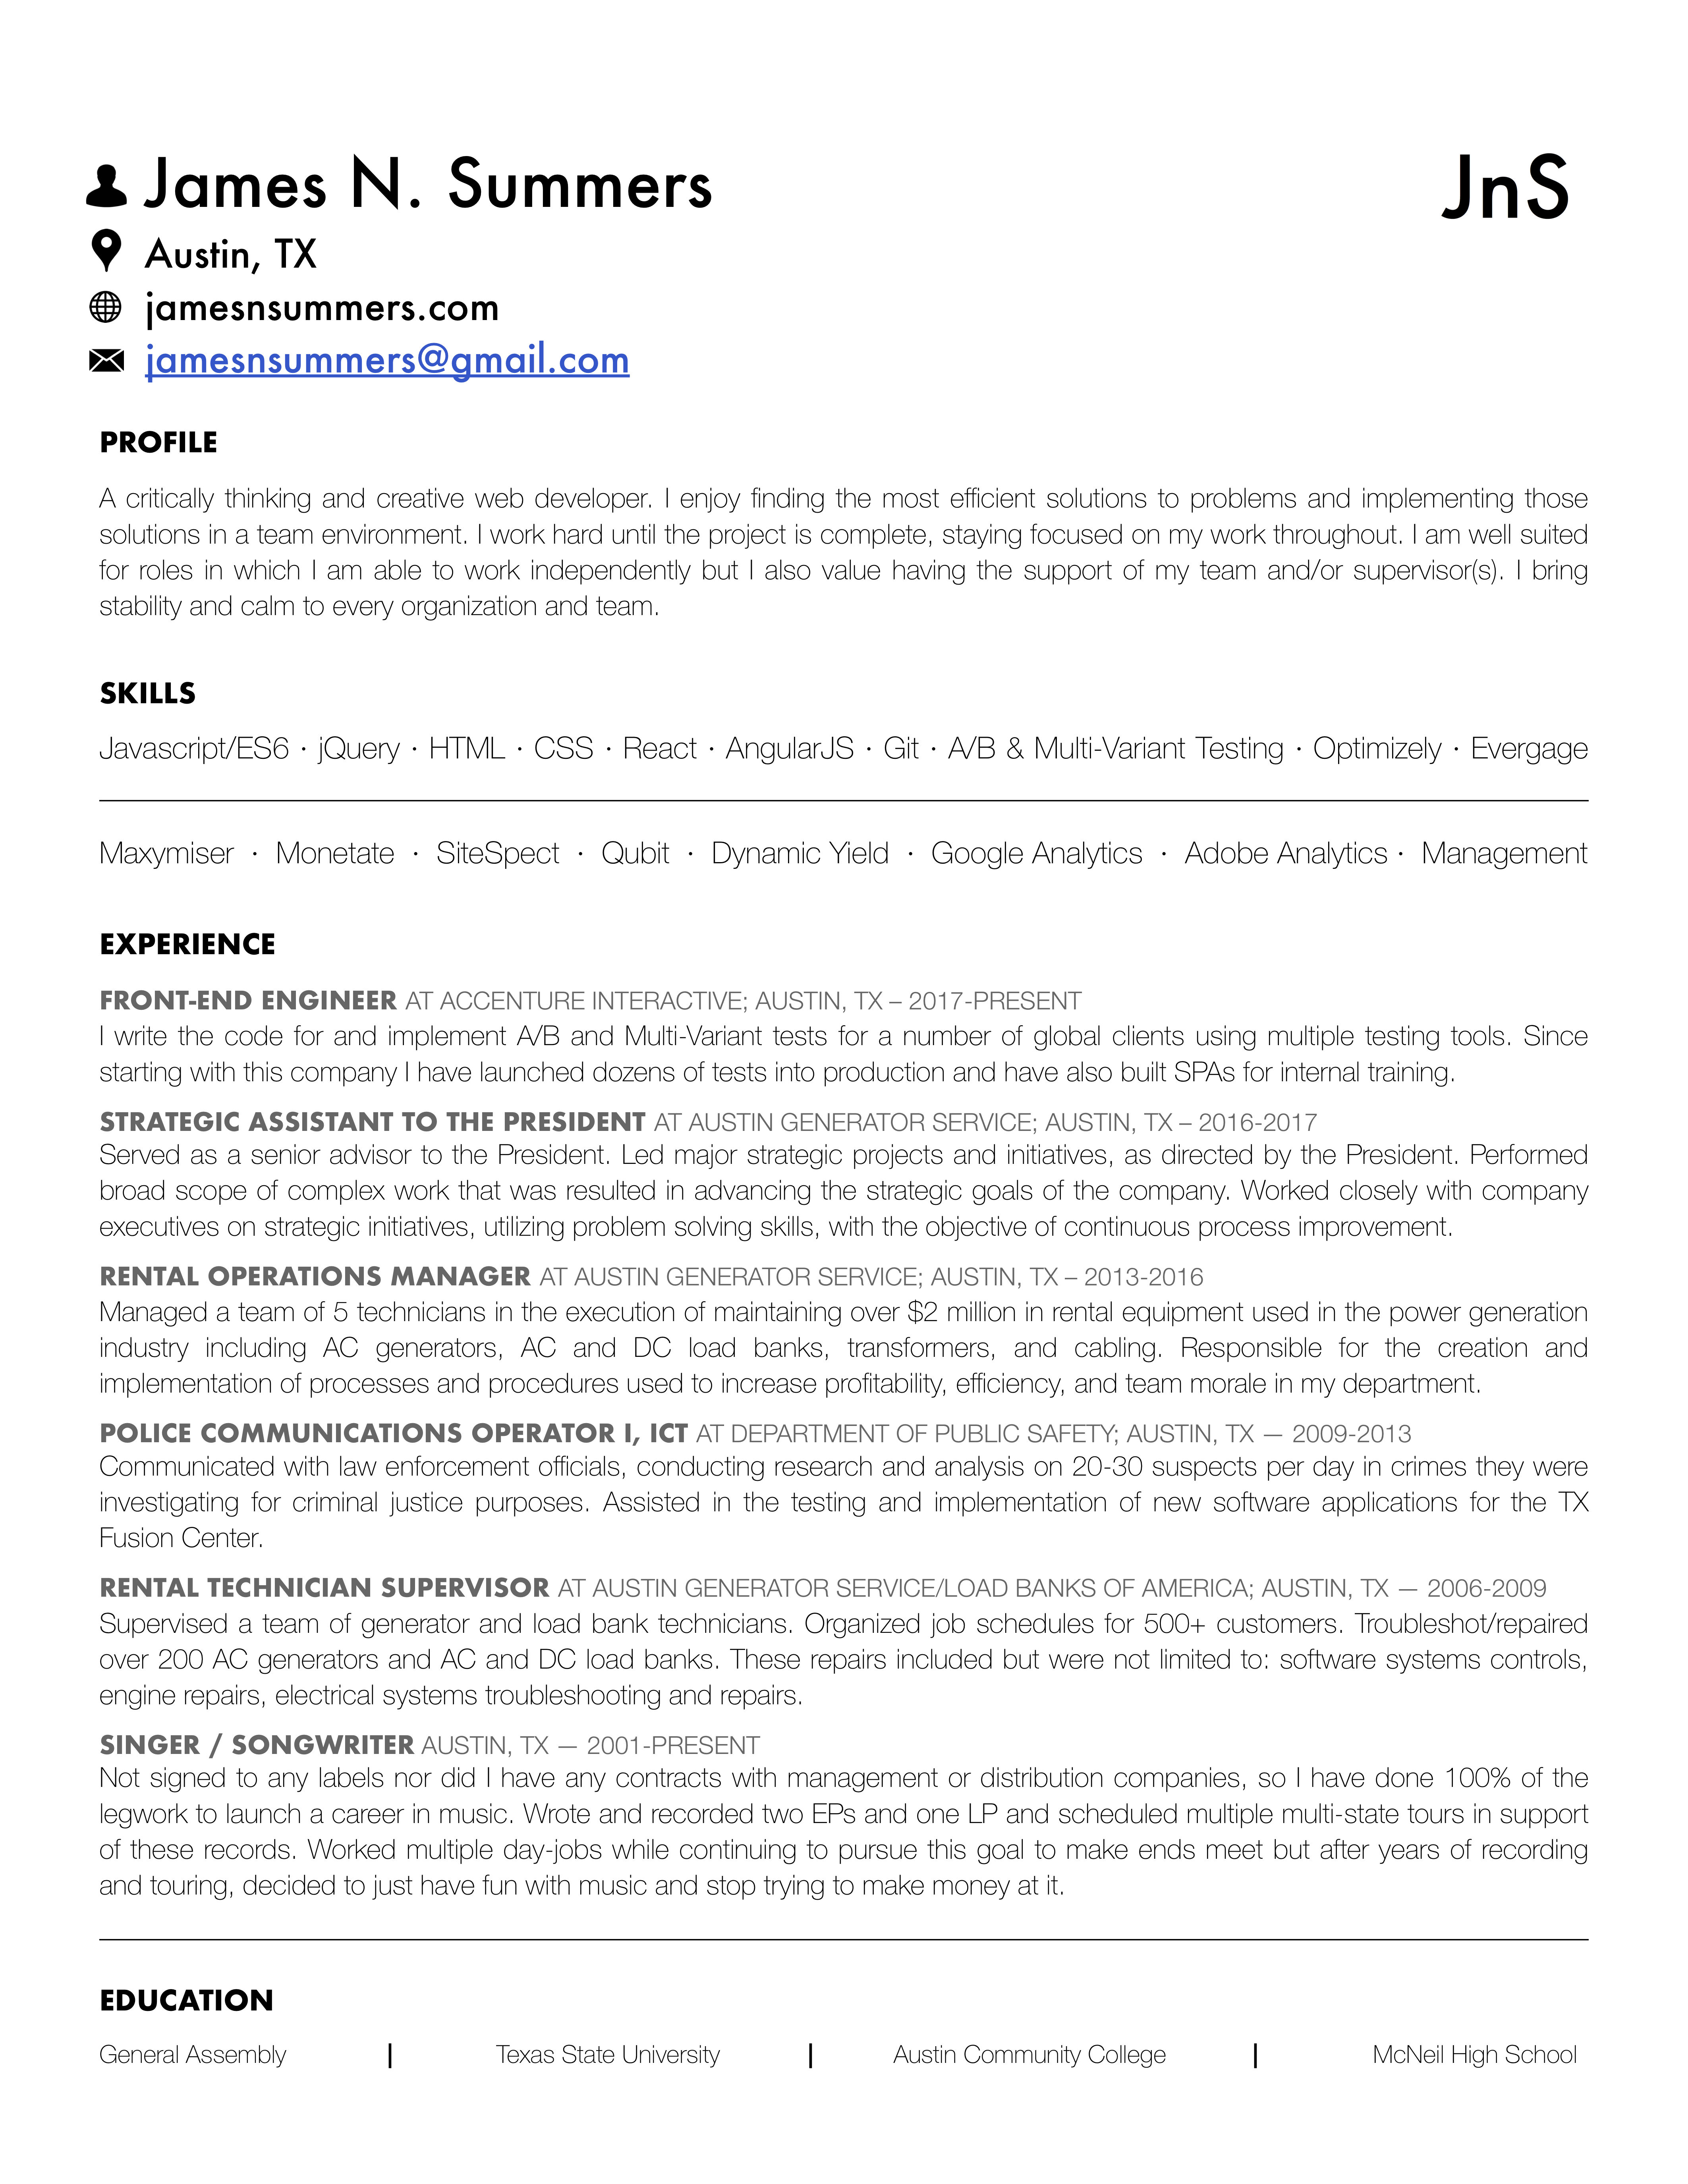 James N. Summers
JnS
Austin, TX
jamesnsummers.com
jamesnsummers@gmail.com
PROFILE
A critically thinking and creative web developer. I enjoy finding the most efficient solutions to problems and implementing those
solutions in a team environment. I work hard until the project is complete, staying focused on my work throughout. I am well suited
for roles in which I am able to work independently but I also value having the support of my team and/or supervisor(s). I bring
stability and calm to every organization and team.
SKILLS
Javascript/ES6 · jQuery · HTML · CSS · React · AngularJS · Git · A/B & Multi-Variant Testing · Optimizely · Evergage
Maxymiser · Monetate · SiteSpect · Qubit · Dynamic Yield · Google Analytics · Adobe Analytics · Management
EXPERIENCE
FRONT-END ENGINEER AT ACCENTURE INTERACTIVE; AUSTIN, TX – 2017-PRESENT
I write the code for and implement A/B and Multi-Variant tests for a number of global clients using multiple testing tools. Since
starting with this company I have launched dozens of tests into production and have also built SPAs for internal training.
STRATEGIC ASSISTANT TO THE PRESIDENT AT AUSTIN GENERATOR SERVICE; AUSTIN, TX – 2016-2017
Served as a senior advisor to the President. Led major strategic projects and initiatives, as directed by the President. Performed
broad scope of complex work that was resulted in advancing the strategic goals of the company. Worked closely with company
executives on strategic initiatives, utilizing problem solving skills, with the objective of continuous process improvement.
RENTAL OPERATIONS MANAGER AT AUSTIN GENERATOR SERVICE; AUSTIN, TX – 2013-2016
Managed a team of 5 technicians in the execution of maintaining over $2 million in rental equipment used in the power generation
industry including AC generators, AC and DC load banks, transformers, and cabling. Responsible for the creation and
implementation of processes and procedures used to increase profitability, efficiency, and team morale in my department.
POLICE COMMUNICATIONS OPERATOR I, ICT AT DEPARTMENT OF PUBLIC SAFETY; AUSTIN, TX — 2009-2013
Communicated with law enforcement officials, conducting research and analysis on 20-30 suspects per day in crimes they were
investigating for criminal justice purposes. Assisted in the testing and implementation of new software applications for the TX
Fusion Center.
RENTAL TECHNICIAN SUPERVISOR AT AUSTIN GENERATOR SERVICE/LOAD BANKS OF AMERICA; AUSTIN, TX — 2006-2009
Supervised a team of generator and load bank technicians. Organized job schedules for 500+ customers. Troubleshot/repaired
over 200 AC generators and AC and DC load banks. These repairs included but were not limited to: software systems controls,
engine repairs, electrical systems troubleshooting and repairs.
SINGER / SONGWRITER AUSTIN, TX — 2001-PRESENT
Not signed to any labels nor did I have any contracts with management or distribution companies, so I have done 100% of the
legwork to launch a career in music. Wrote and recorded two EPs and one LP and scheduled multiple multi-state tours in support
of these records. Worked multiple day-jobs while continuing to pursue this goal to make ends meet but after years of recording
and touring, decided to just have fun with music and stop trying to make money at it.
EDUCATION
General Assembly | Texas State University | Austin Community College | McNeil High School